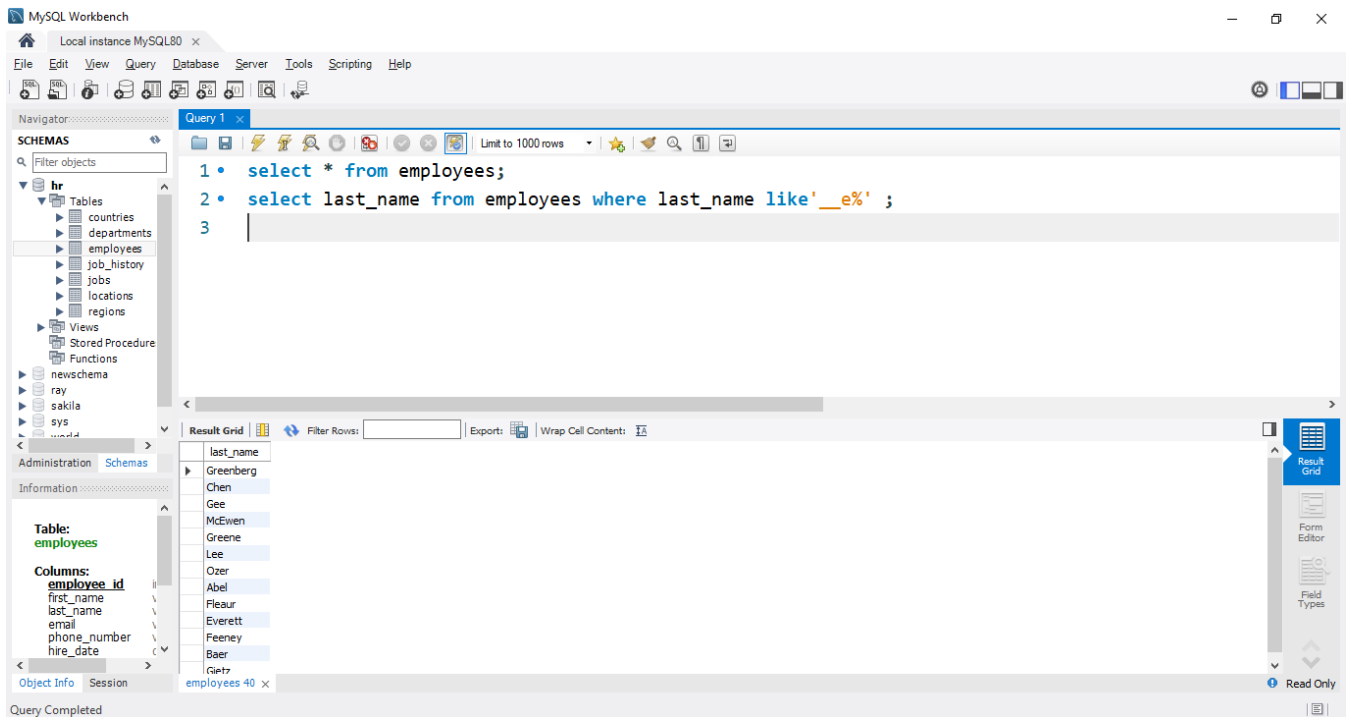 MySQL Workbench
Local instance MySQL80
File Edit View Query Database Server Tools Scripting Help
Navigator
SCHEMAS
Filter objects
hr
Tables
countries
departments
employees
job_history
jobs
locations
regions
Views
Stored Procedure
Functions
newschema
ray
sakila
sys
world
Administration Schemas
Information
Table:
employees
Columns:
employee_id
first_name
last_name
email
phone_number
hire_date
Object Info Session
Query 1
Limit to 1000 rows
1 select * from employees;
2 select last_name from employees where last_name like'__e%' ;
3
Result Grid Filter Rows: Export: Wrap Cell Content:
last_name
Greenberg
Chen
Gee
McEwen
Greene
Lee
Ozer
Abel
Fleaur
Everett
Feeney
Baer
Gietz
employees 40
Result
Grid
Form
Editor
Field
Types
Read Only
Query Completed